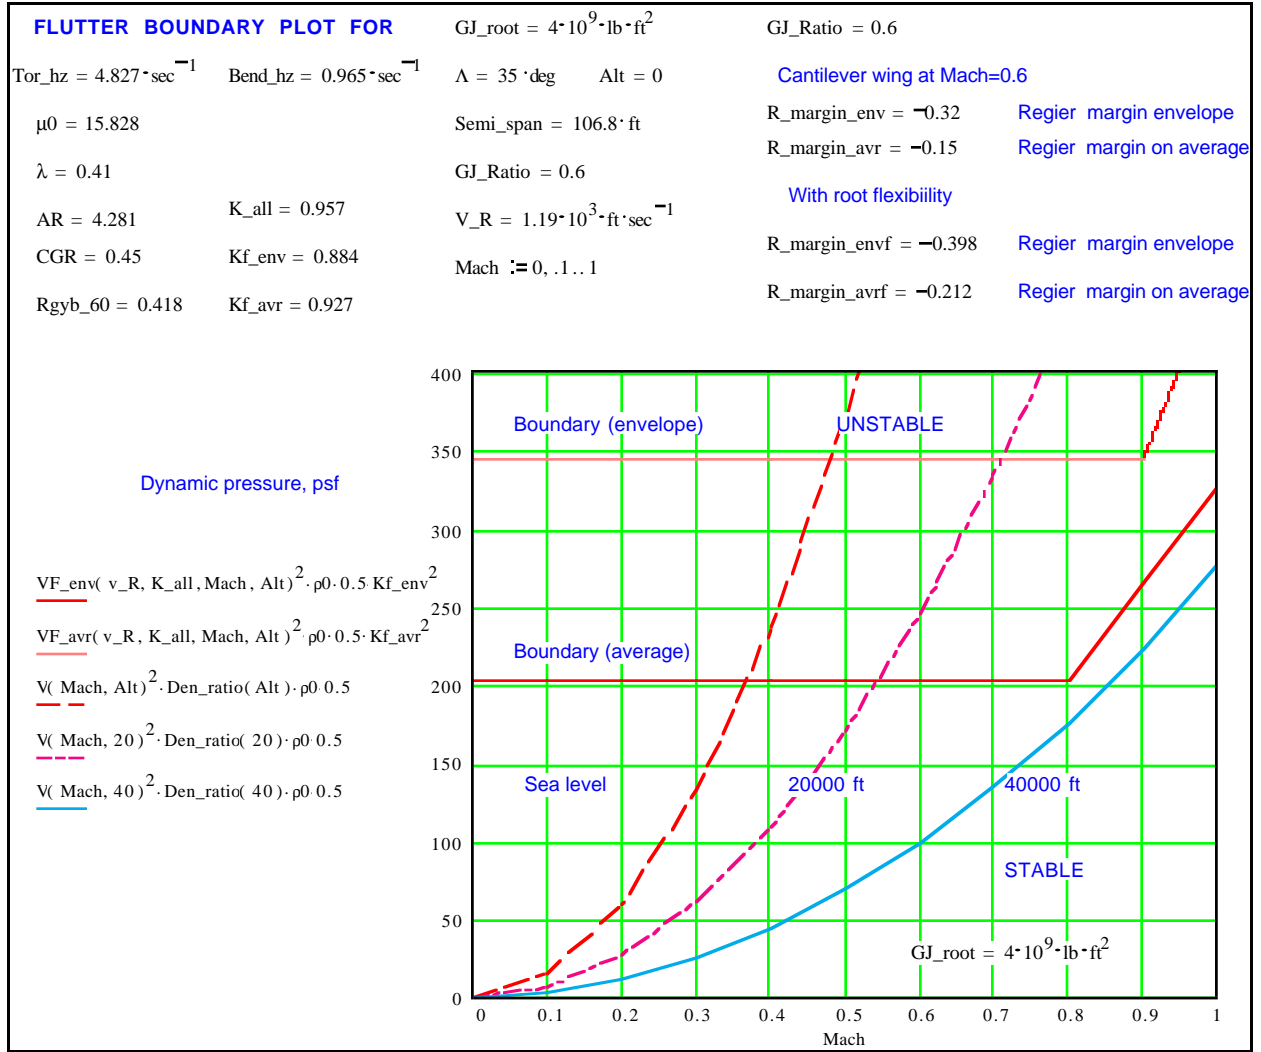 FLUTTER BOUNDARY PLOT FOR
GJ_root = 4·10^9·lb·ft^2
GJ_Ratio = 0.6
Tor_hz = 4.827·sec^−1
Bend_hz = 0.965·sec^−1
Λ = 35·deg
Alt = 0
Cantilever wing at Mach=0.6
µ0 = 15.828
Semi_span = 106.8·ft
R_margin_env = −0.32
Regier margin envelope
R_margin_avr = −0.15
Regier margin on average
λ = 0.41
GJ_Ratio = 0.6
With root flexibiility
AR = 4.281
K_all = 0.957
V_R = 1.19·10^3·ft·sec^−1
R_margin_envf = −0.398
Regier margin envelope
CGR = 0.45
Kf_env = 0.884
Mach := 0, .1 .. 1
R_margin_avrf = −0.212
Regier margin on average
Rgyb_60 = 0.418
Kf_avr = 0.927
Dynamic pressure, psf
VF_env( v_R, K_all, Mach, Alt)^2·ρ0·0.5·Kf_env^2
VF_avr( v_R, K_all, Mach, Alt)^2·ρ0·0.5·Kf_avr^2
V( Mach, Alt)^2·Den_ratio( Alt)·ρ0·0.5
V( Mach, 20)^2·Den_ratio( 20)·ρ0·0.5
V( Mach, 40)^2·Den_ratio( 40)·ρ0·0.5
400
350
300
250
200
150
100
50
0
Boundary (envelope)
UNSTABLE
Boundary (average)
Sea level
20000 ft
40000 ft
STABLE
GJ_root = 4·10^9·lb·ft^2
0 0.1 0.2 0.3 0.4 0.5 0.6 0.7 0.8 0.9 1
Mach